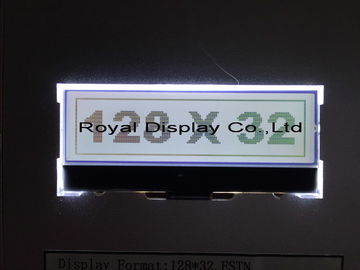 128 X 32
Royal Display Co.,Ltd
Display Format:128*32,FSTN